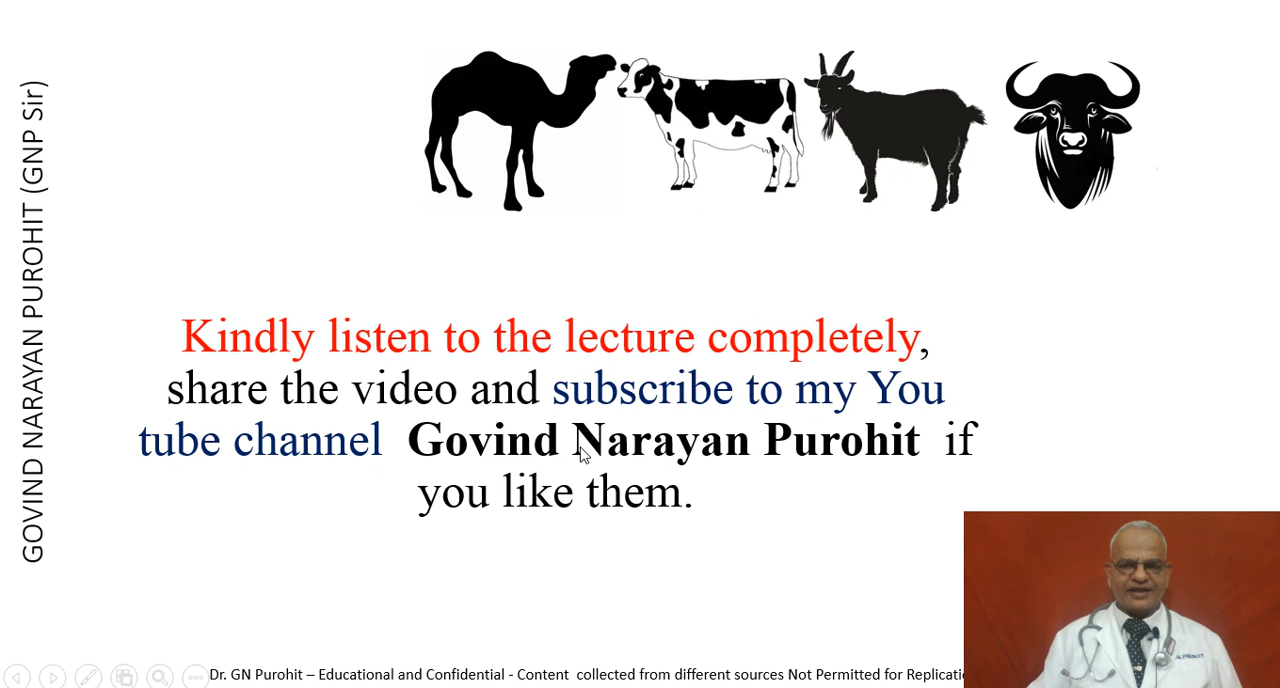 GOVIND NARAYAN PUROHIT (GNP Sir)
Kindly listen to the lecture completely,
share the video and subscribe to my You
tube channel Govind Narayan Purohit if
you like them.
Dr. GN Purohit – Educational and Confidential - Content collected from different sources Not Permitted for